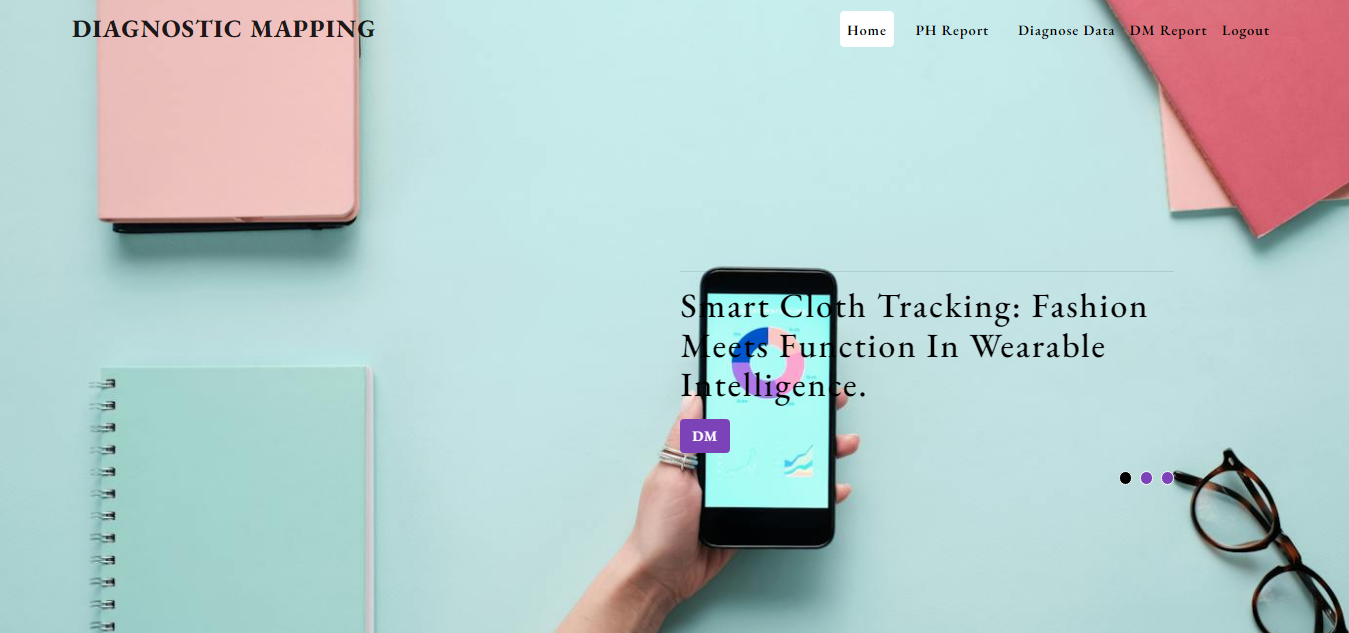 DIAGNOSTIC MAPPING
Home PH Report Diagnose Data DM Report Logout
Smart Cloth Tracking: Fashion
Meets Function In Wearable
Intelligence.
DM